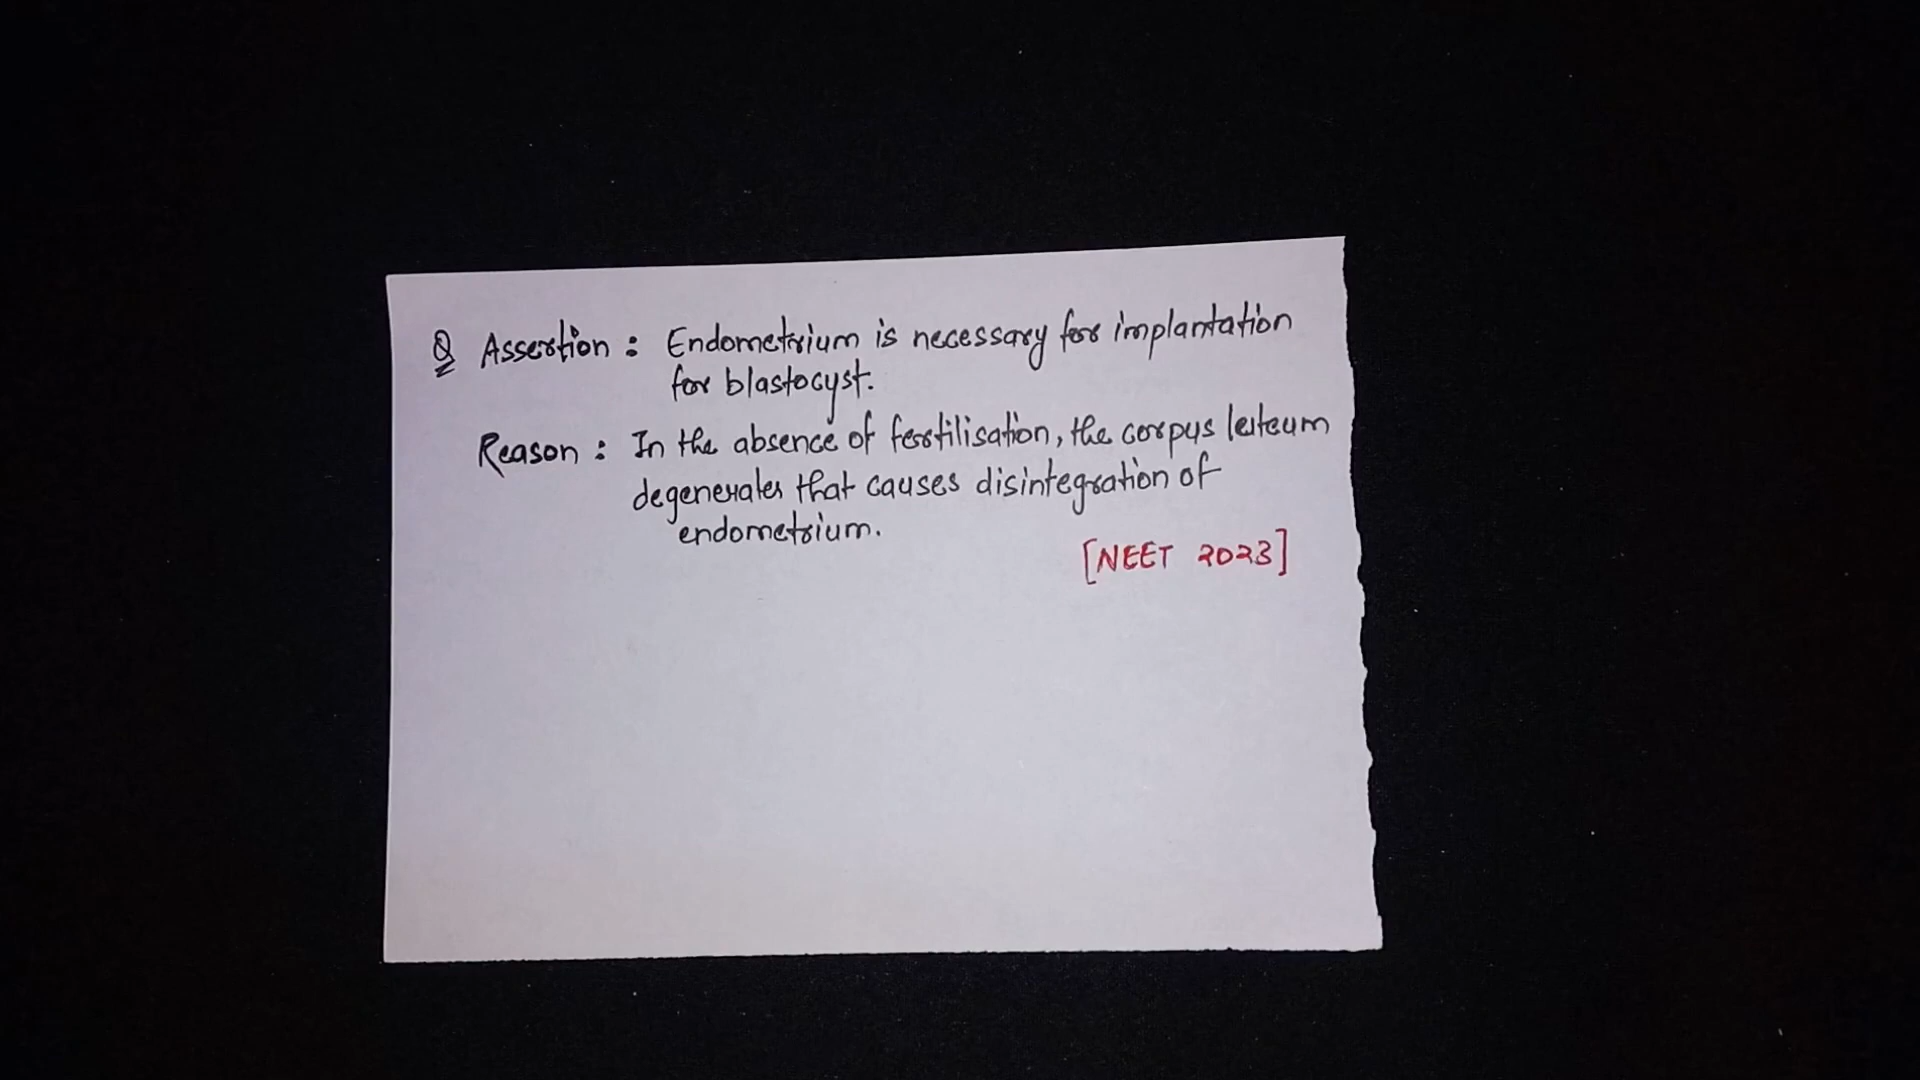 Q Assertion : Endometrium is necessary for implantation
for blastocyst.
Reason : In the absence of fertilisation, the corpus leuteum
degenerates that causes disintegration of
endometrium.
[NEET 2023]